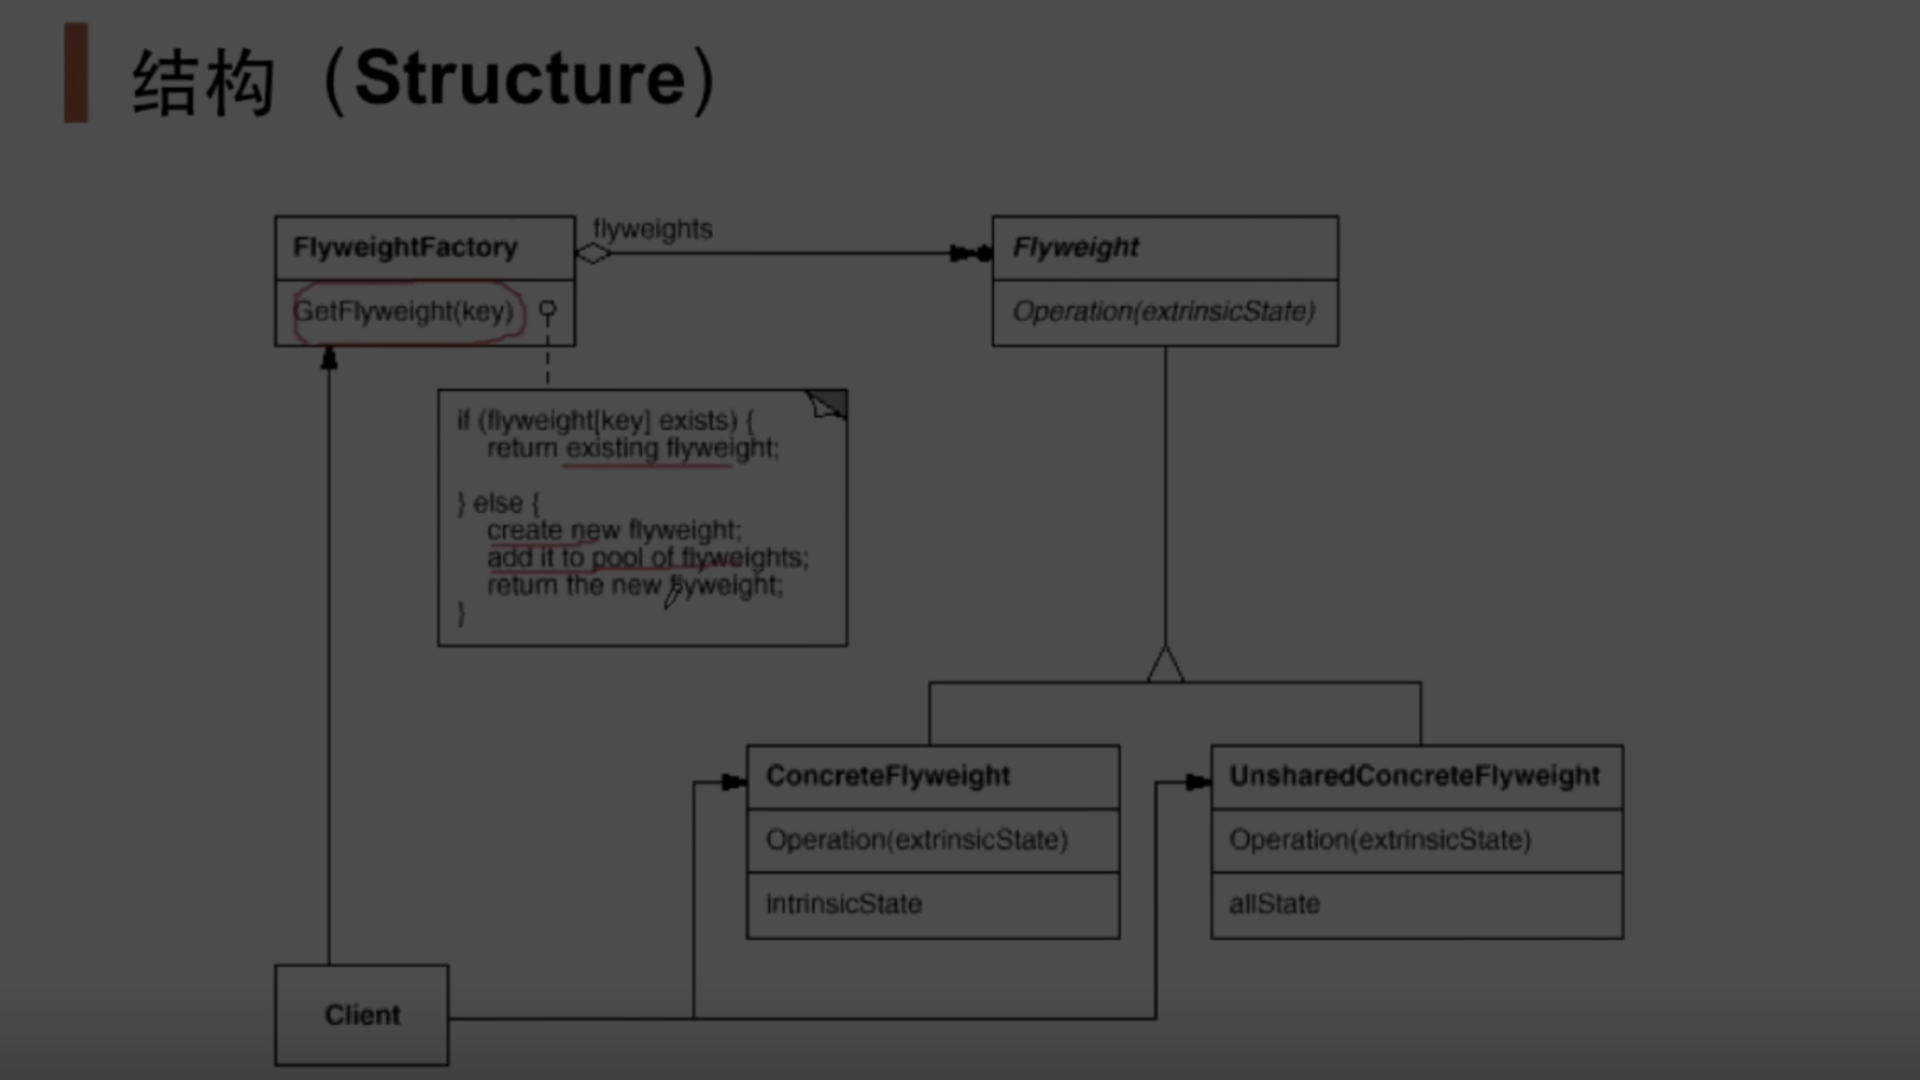 结构（Structure）
FlyweightFactory
GetFlyweight(key)
flyweights
Flyweight
Operation(extrinsicState)
if (flyweight[key] exists) {
return existing flyweight;
} else {
create new flyweight;
add it to pool of flyweights;
return the new flyweight;
}
ConcreteFlyweight
Operation(extrinsicState)
intrinsicState
UnsharedConcreteFlyweight
Operation(extrinsicState)
allState
Client